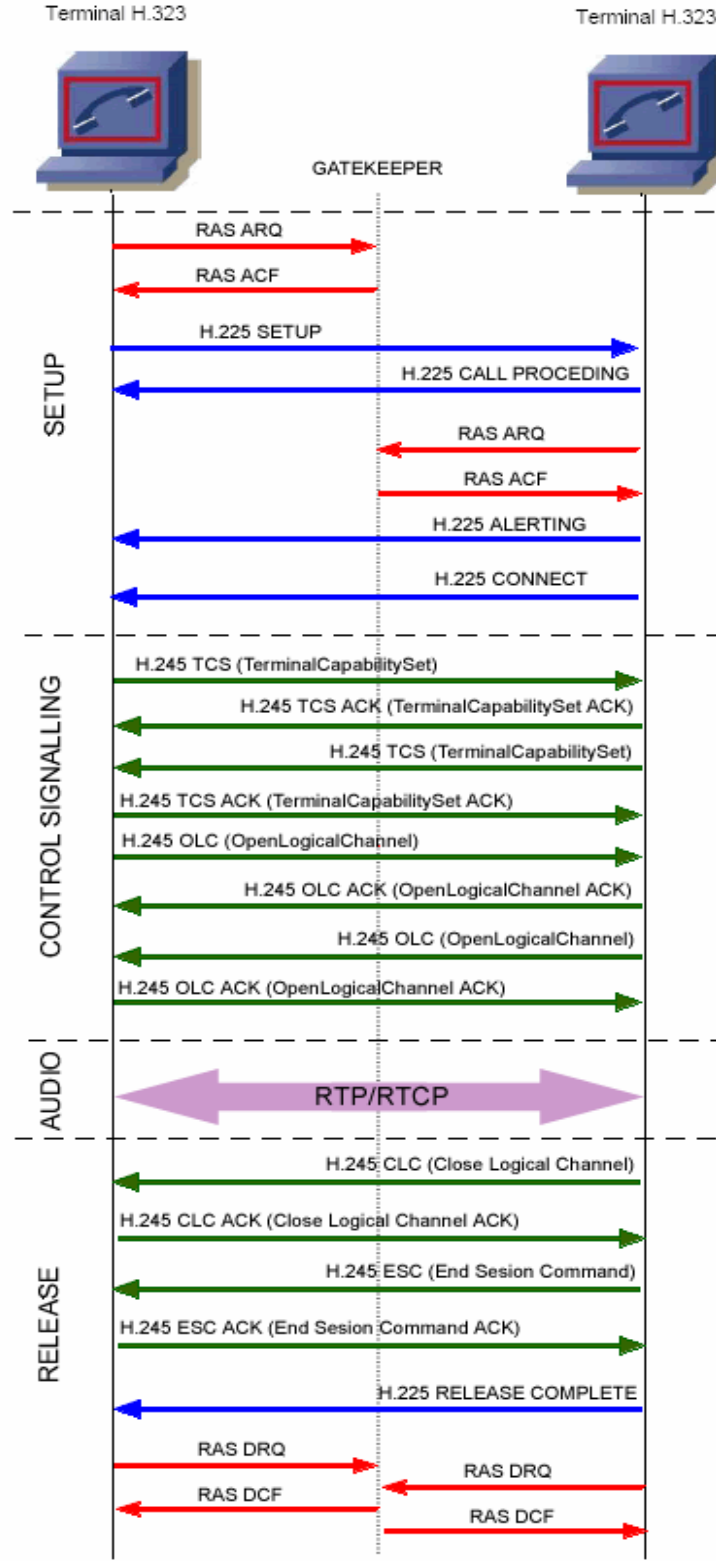 Terminal H.323
Terminal H.323
GATEKEEPER
SETUP
RAS ARQ
RAS ACF
H.225 SETUP
H.225 CALL PROCEDING
RAS ARQ
RAS ACF
H.225 ALERTING
H.225 CONNECT
CONTROL SIGNALLING
H.245 TCS (TerminalCapabilitySet)
H.245 TCS ACK (TerminalCapabilitySet ACK)
H.245 TCS (TerminalCapabilitySet)
H.245 TCS ACK (TerminalCapabilitySet ACK)
H.245 OLC (OpenLogicalChannel)
H.245 OLC ACK (OpenLogicalChannel ACK)
H.245 OLC (OpenLogicalChannel)
H.245 OLC ACK (OpenLogicalChannel ACK)
AUDIO
RTP/RTCP
RELEASE
H.245 CLC (Close Logical Channel)
H.245 CLC ACK (Close Logical Channel ACK)
H.245 ESC (End Sesion Command)
H.245 ESC ACK (End Sesion Command ACK)
H.225 RELEASE COMPLETE
RAS DRQ
RAS DRQ
RAS DCF
RAS DCF